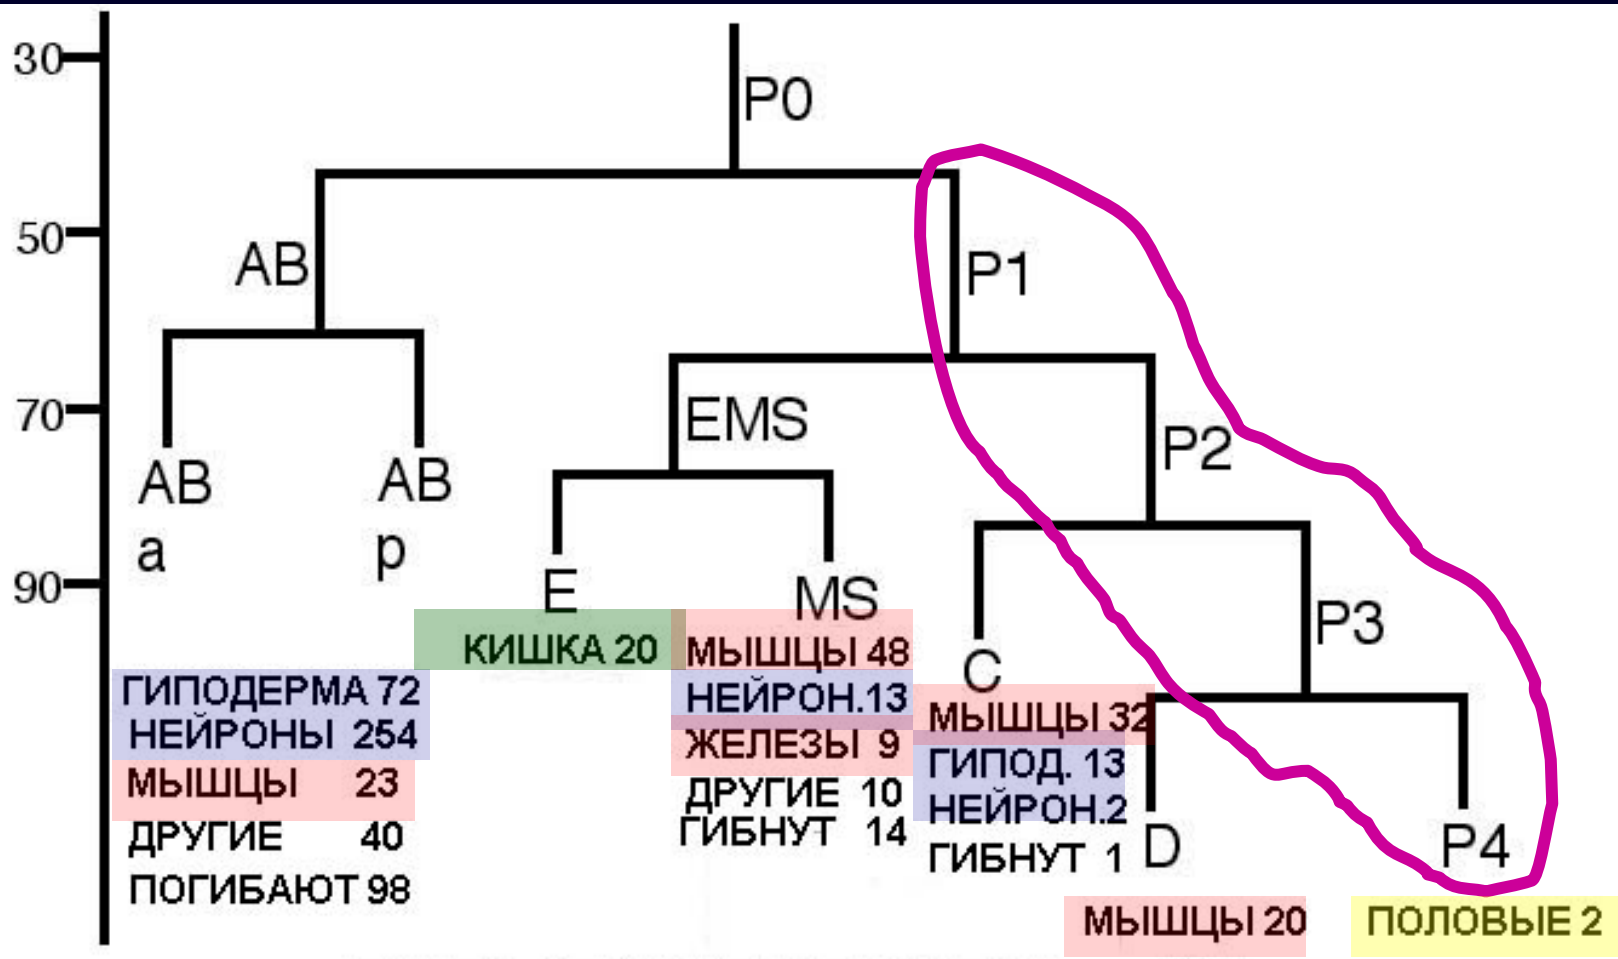 30
P0
50
AB
P1
70
EMS
P2
AB
a
AB
p
90
E
MS
P3
КИШКА 20
МЫШЦЫ 48
НЕЙРОН.13
ЖЕЛЕЗЫ 9
ДРУГИЕ 10
ГИБНУТ 14
C
ГИПОДЕРМА 72
НЕЙРОНЫ 254
МЫШЦЫ 23
ДРУГИЕ 40
ПОГИБАЮТ 98
МЫШЦЫ 32
ГИПОД. 13
НЕЙРОН.2
ГИБНУТ 1
D
P4
МЫШЦЫ 20
ПОЛОВЫЕ 2